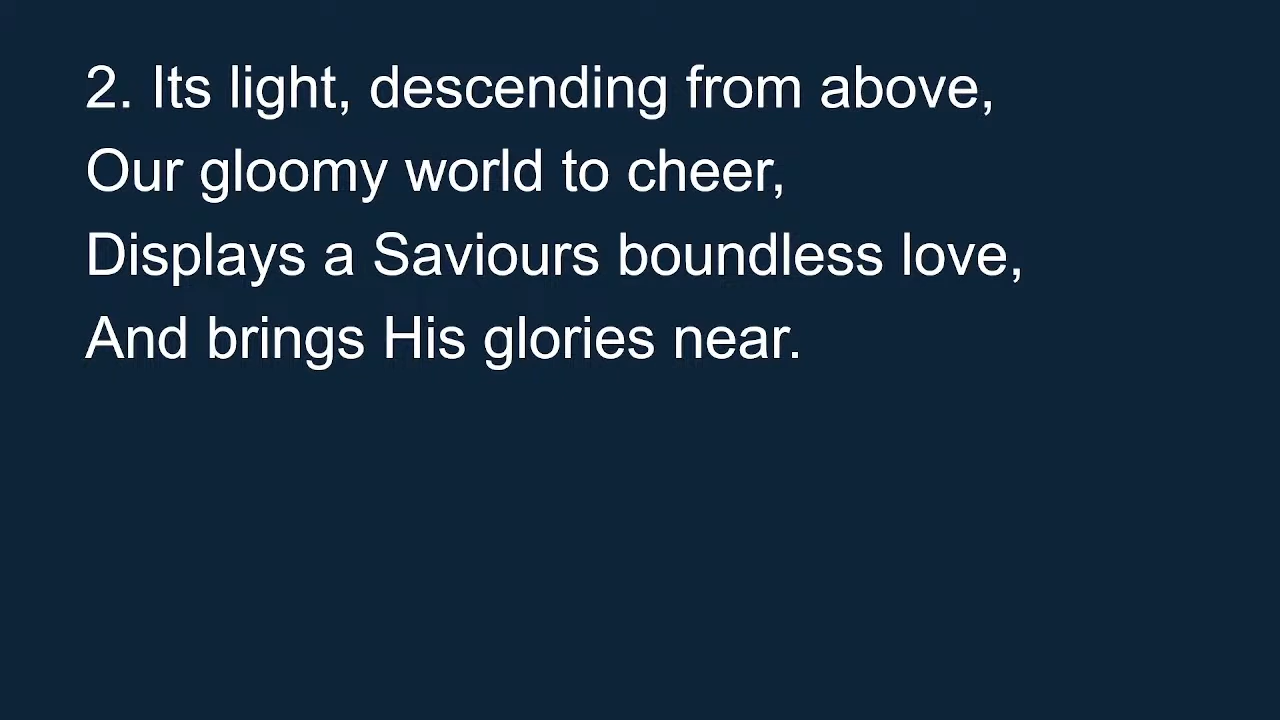 2. Its light, descending from above,
Our gloomy world to cheer,
Displays a Saviours boundless love,
And brings His glories near.